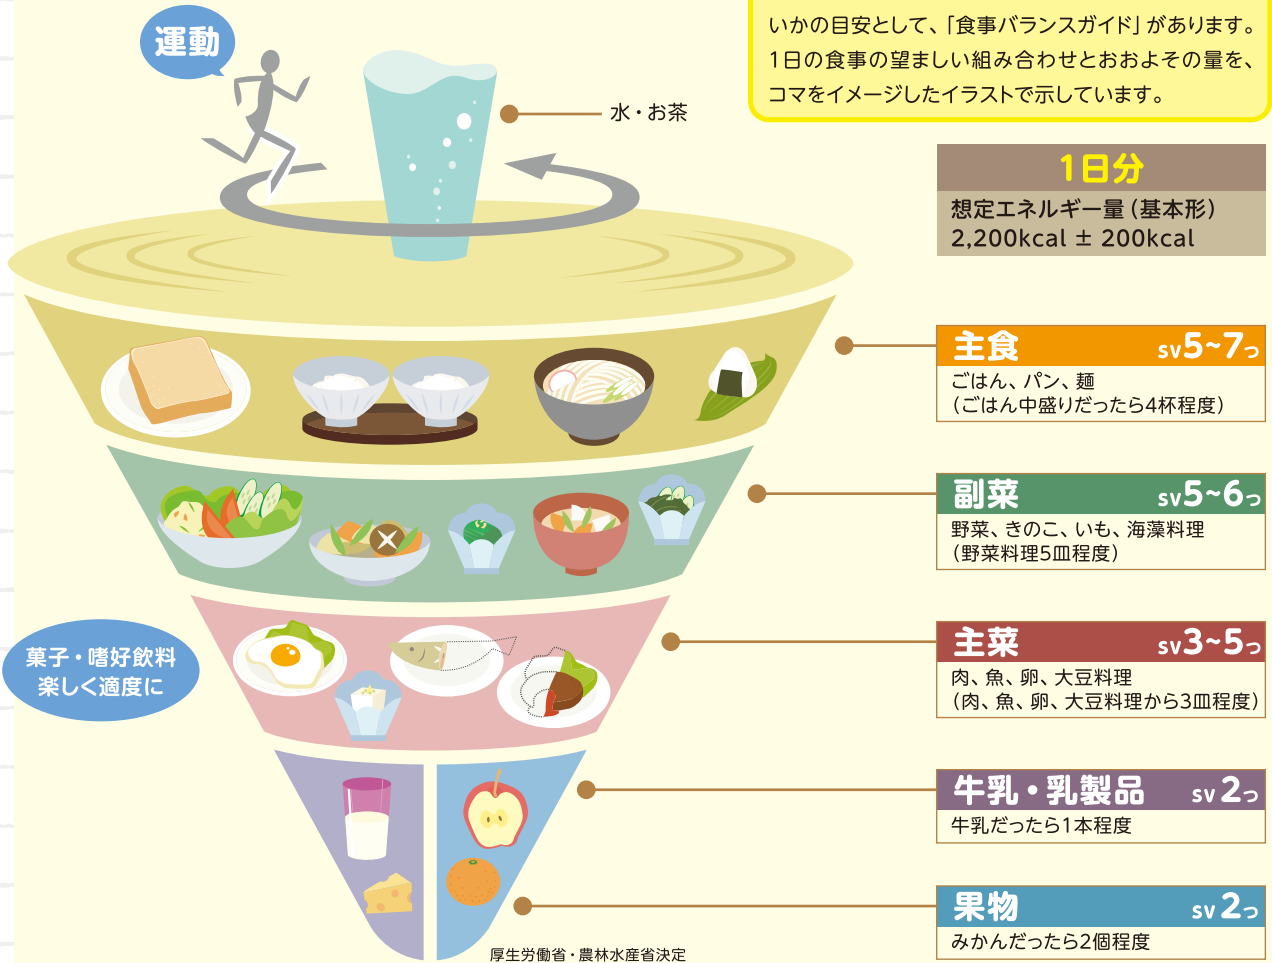 いかの目安として、「食事バランスガイド」があります。
1日の食事の望ましい組み合わせとおおよその量を、
コマをイメージしたイラストで示しています。
運動
水・お茶
1日分
想定エネルギー量（基本形）
2,200kcal ± 200kcal
主食 SV5~7つ
ごはん、パン、麺
（ごはん中盛りだったら4杯程度）
副菜 SV5~6つ
野菜、きのこ、いも、海藻料理
（野菜料理5皿程度）
菓子・嗜好飲料
楽しく適度に
主菜 SV3~5つ
肉、魚、卵、大豆料理
（肉、魚、卵、大豆料理から3皿程度）
牛乳・乳製品 SV 2つ
牛乳だったら1本程度
果物 SV 2つ
みかんだったら2個程度
厚生労働省・農林水産省決定